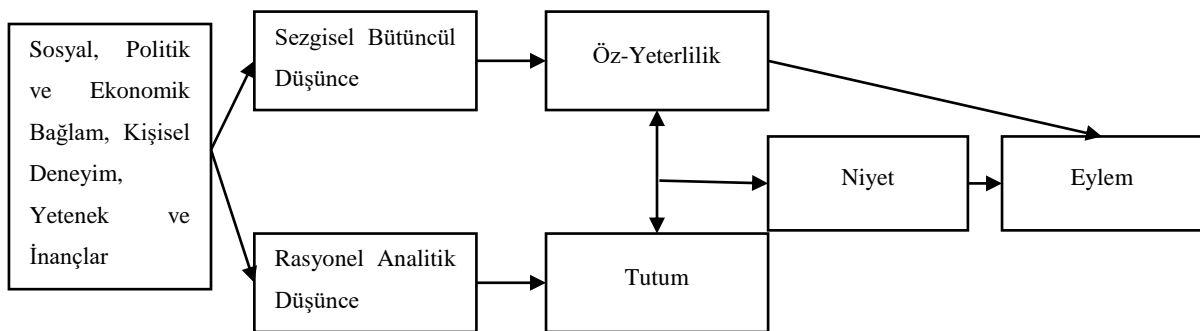 Sosyal, Politik
ve Ekonomik
Bağlam, Kişisel
Deneyim,
Yetenek ve
İnançlar
Sezgisel Bütüncül
Düşünce
Rasyonel Analitik
Düşünce
Öz-Yeterlilik
Tutum
Niyet
Eylem